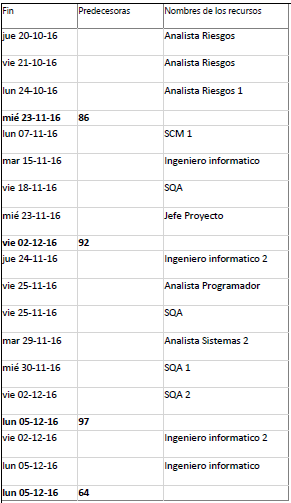 Fin Predecesoras Nombres de los recursos
jue 20-10-16 Analista Riesgos
vie 21-10-16 Analista Riesgos
lun 24-10-16 Analista Riesgos 1
mié 23-11-16 86
lun 07-11-16 SCM 1
mar 15-11-16 Ingeniero informatico
vie 18-11-16 SQA
mié 23-11-16 Jefe Proyecto
vie 02-12-16 92
jue 24-11-16 Ingeniero informatico 2
vie 25-11-16 Analista Programador
vie 25-11-16 SQA
mar 29-11-16 Analista Sistemas 2
mié 30-11-16 SQA 1
vie 02-12-16 SQA 2
lun 05-12-16 97
vie 02-12-16 Ingeniero informatico 2
lun 05-12-16 Ingeniero informatico
lun 05-12-16 64